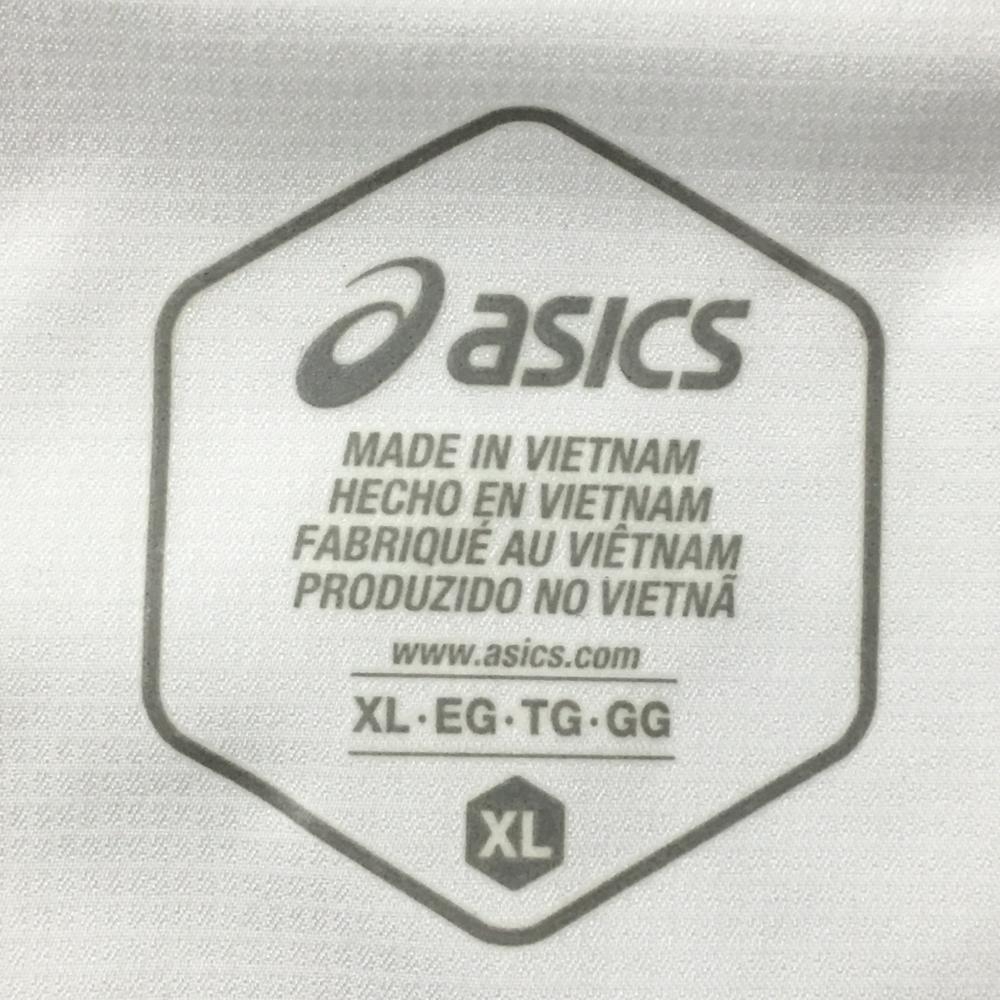 asics
MADE IN VIETNAM
HECHO EN VIETNAM
FABRIQUÉ AU VIÊTNAM
PRODUZIDO NO VIETNÃ
www.asics.com
XL·EG·TG·GG
XL